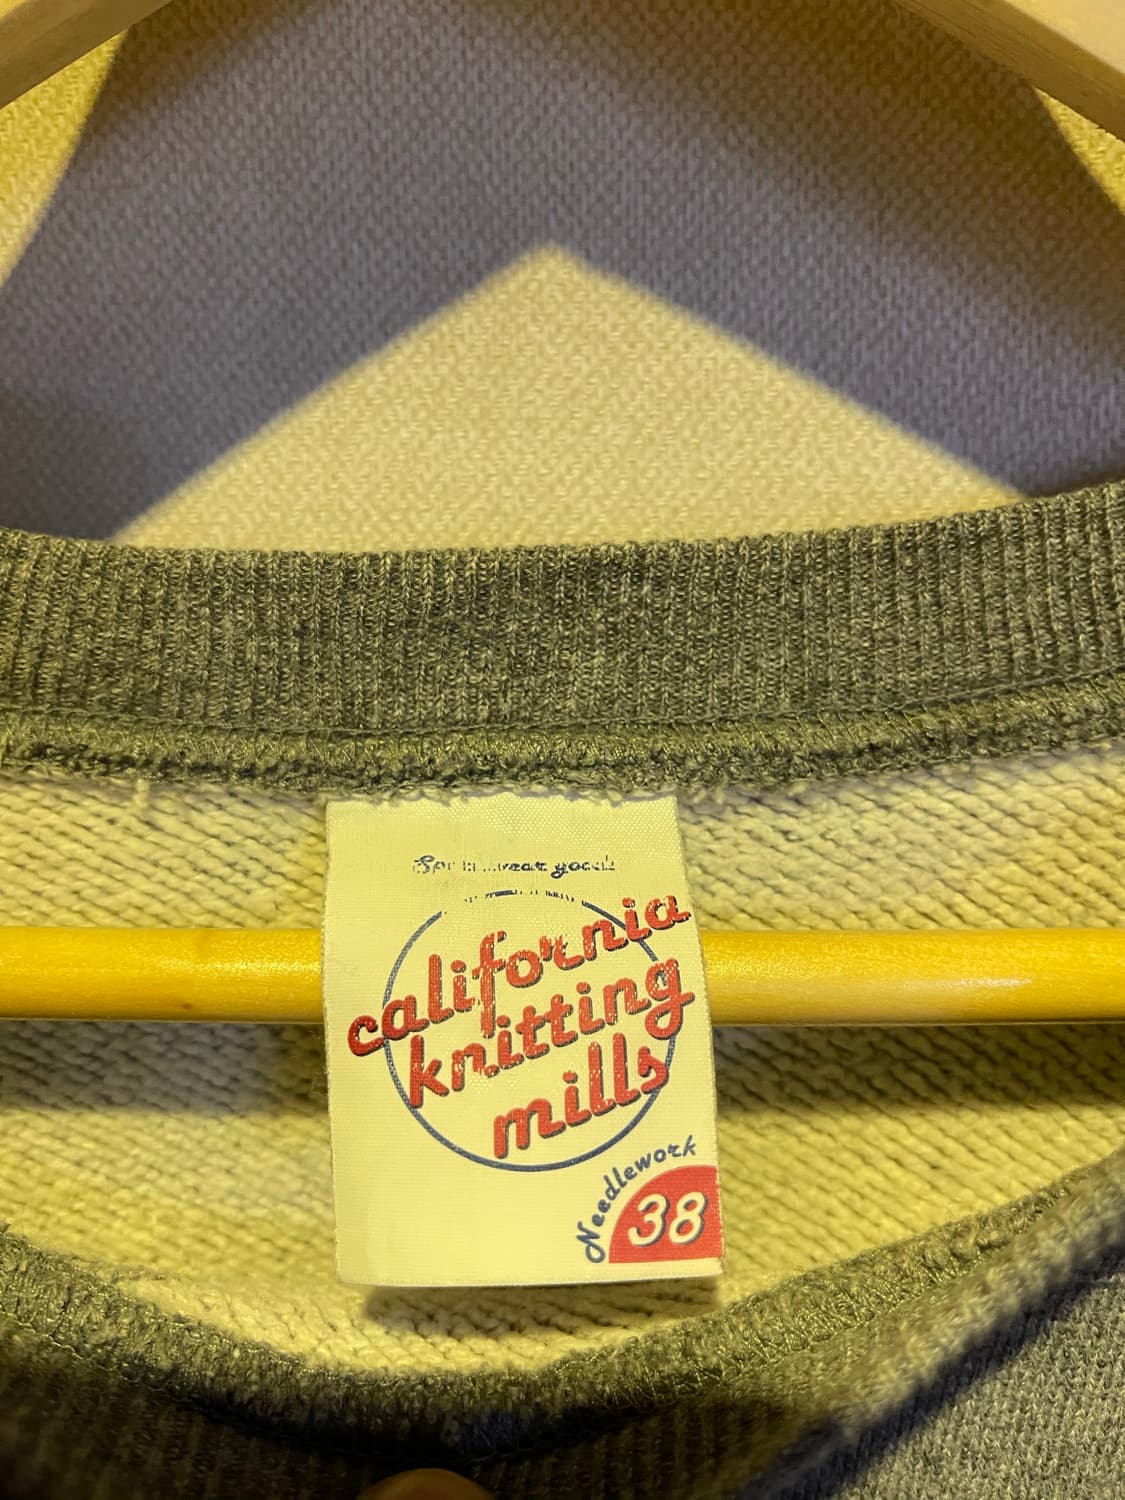 california
knitting
mills
Needlework
38